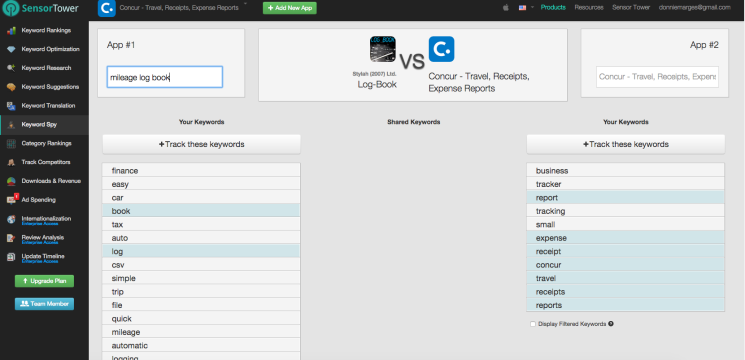 SensorTower
Concur - Travel, Receipts, Expense Reports
+ Add New App
Products
Resources
Sensor Tower
donniemarges@gmail.com
Keyword Rankings
Keyword Optimization
Keyword Research
Keyword Suggestions
Keyword Translation
Keyword Spy
Category Rankings
Track Competitors
Downloads & Revenue
Ad Spending
Internationalization
Enterprise Access
Review Analysis
Enterprise Access
Update Timeline
Enterprise Access
Upgrade Plan
Team Member
App #1
mileage log book
LOG BOOK
Stylish (2007) Ltd.
Log-Book
VS
C.
Concur - Travel, Receipts,
Expense Reports
App #2
Concur - Travel, Receipts, Expens
Your Keywords
Shared Keywords
Your Keywords
+Track these keywords
+Track these keywords
finance
easy
car
book
tax
auto
log
csv
simple
trip
file
quick
mileage
automatic
logging
business
tracker
report
tracking
small
expense
receipt
concur
travel
receipts
reports
Display Filtered Keywords ?